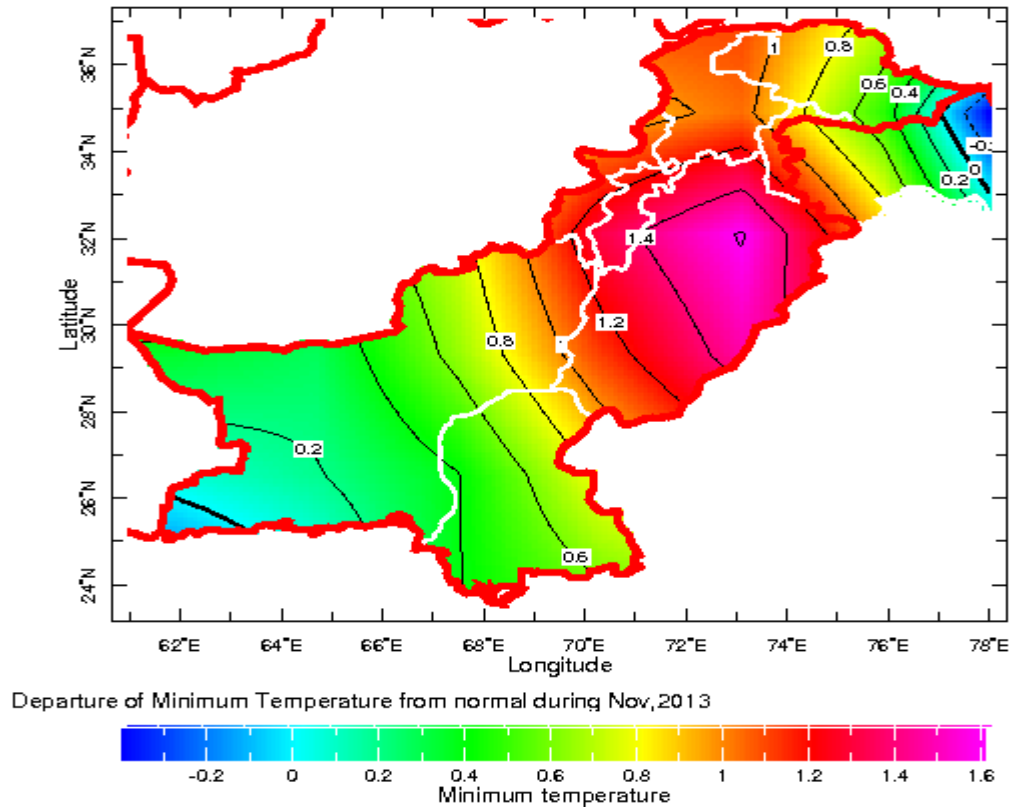 36°N
34°N
32°N
30°N
28°N
26°N
24°N
Latitude
1
0.8
0.6
0.4
0
0.2
1.4
1.2
0.8
0.2
0.6
62°E 64°E 66°E 68°E 70°E 72°E 74°E 76°E 78°E
Longitude
Departure of Minimum Temperature from normal during Nov,2013
-0.2 0 0.2 0.4 0.6 0.8 1 1.2 1.4 1.6
Minimum temperature